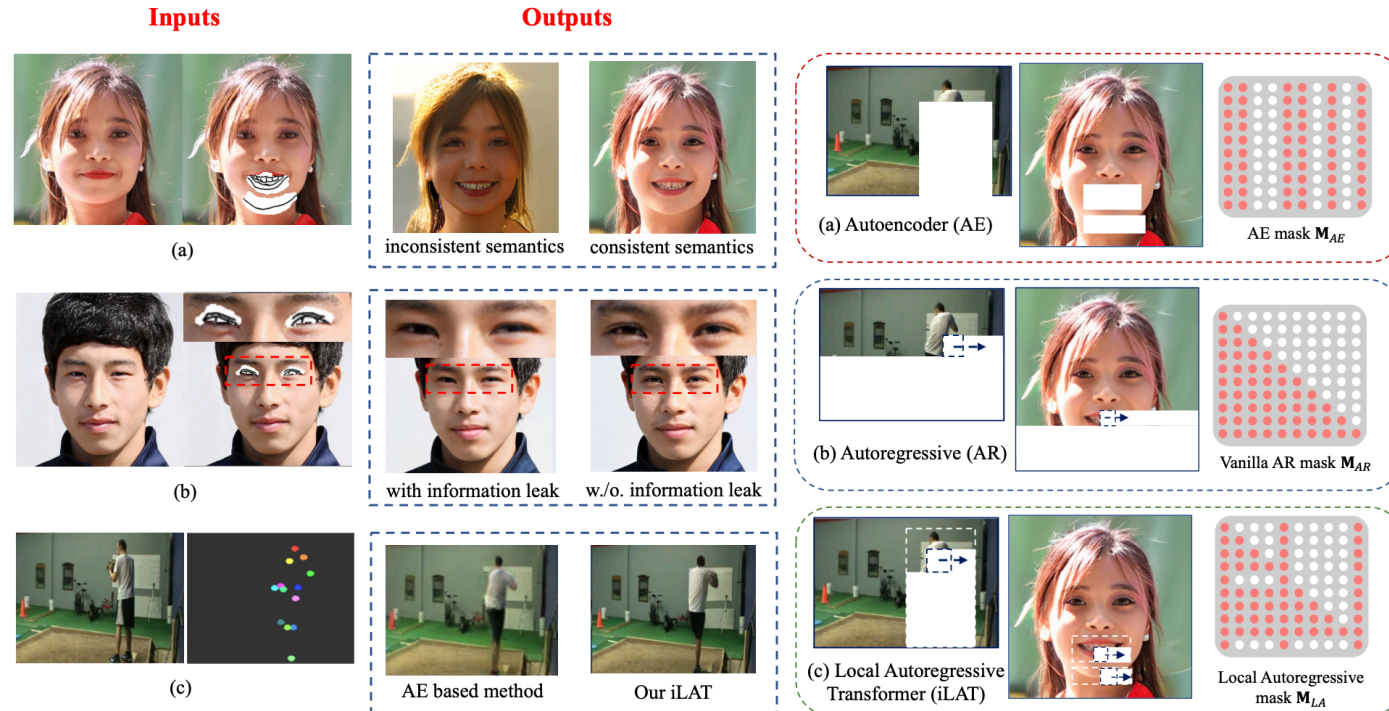 Inputs
Outputs
inconsistent semantics
consistent semantics
(a)
with information leak
w./o. information leak
(b)
AE based method
Our iLAT
(c)
(a) Autoencoder (AE)
AE mask M_AE
(b) Autoregressive (AR)
Vanilla AR mask M_AR
(c) Local Autoregressive
Transformer (iLAT)
Local Autoregressive
mask M_LA